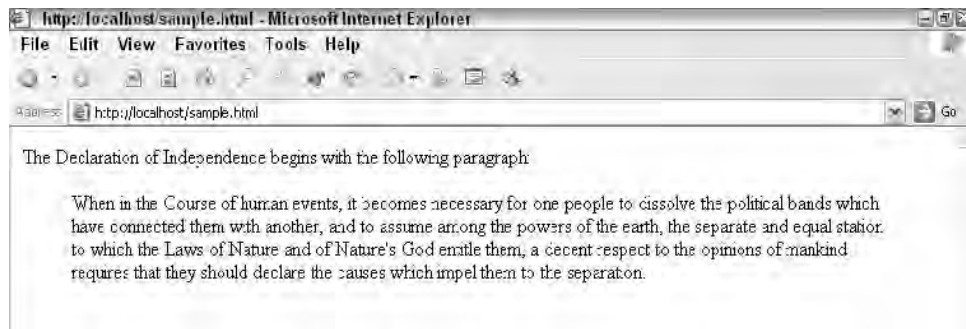 http://localhost/sample.html - Microsoft Internet Explorer
File Edit View Favorites Tools Help
Address http://localhost/sample.html Go
The Declaration of Independence begins with the following paragraph:
When in the Course of human events, it becomes necessary for one people to dissolve the political bands which
have connected them with another, and to assume among the powers of the earth, the separate and equal station
to which the Laws of Nature and of Nature's God entitle them, a decent respect to the opinions of mankind
requires that they should declare the causes which impel them to the separation.